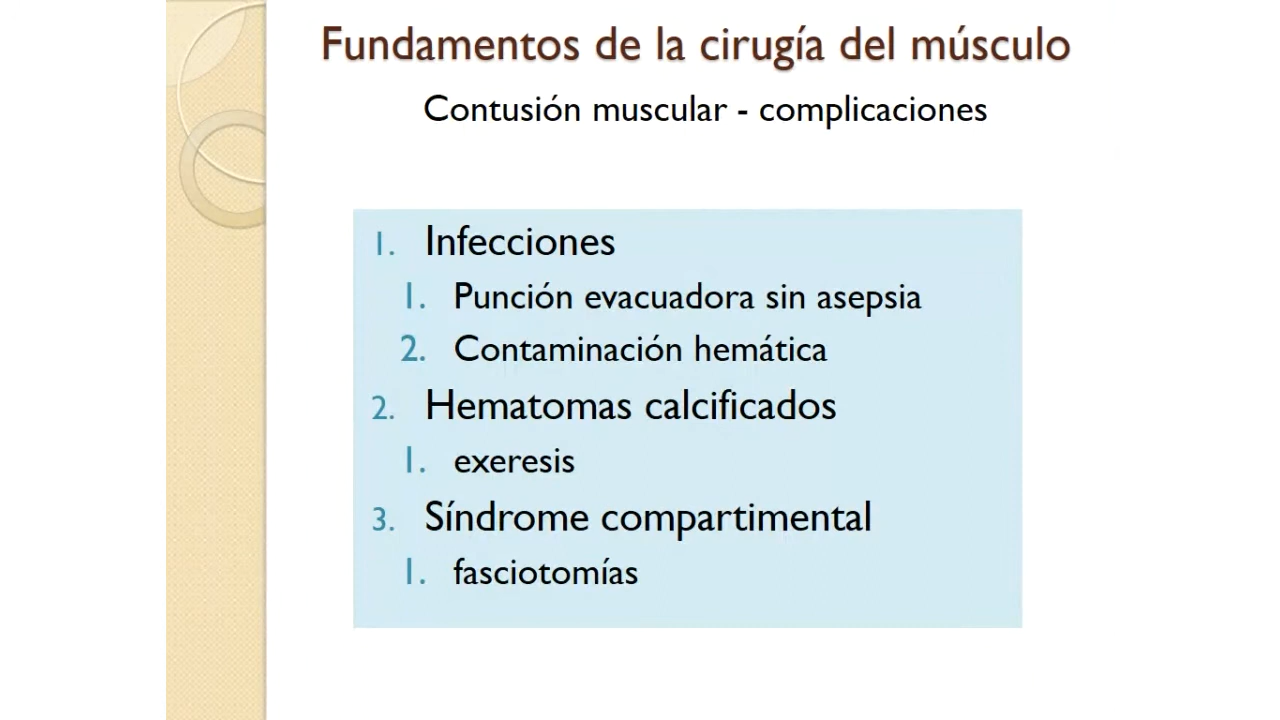 Fundamentos de la cirugía del músculo
Contusión muscular - complicaciones
1. Infecciones
1. Punción evacuadora sin asepsia
2. Contaminación hemática
2. Hematomas calcificados
1. exeresis
3. Síndrome compartimental
1. fasciotomías